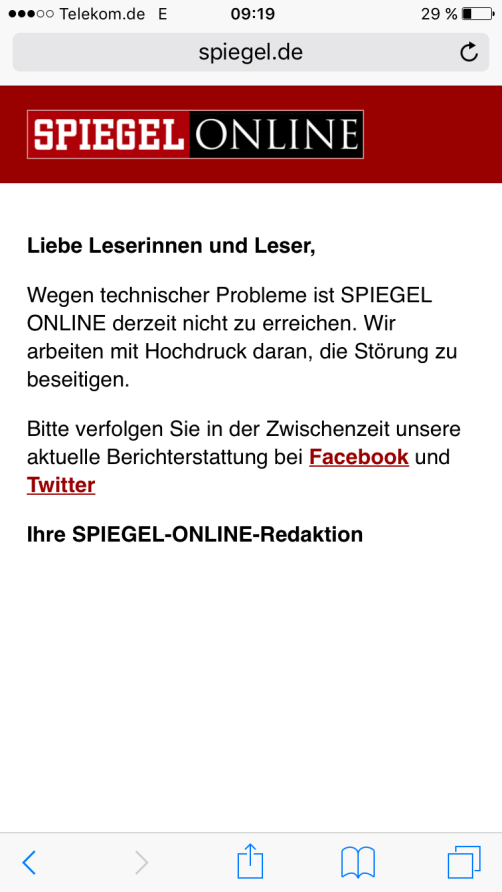 Telekom.de E 09:19 29 %
spiegel.de
SPIEGEL ONLINE
Liebe Leserinnen und Leser,
Wegen technischer Probleme ist SPIEGEL
ONLINE derzeit nicht zu erreichen. Wir
arbeiten mit Hochdruck daran, die Störung zu
beseitigen.
Bitte verfolgen Sie in der Zwischenzeit unsere
aktuelle Berichterstattung bei Facebook und
Twitter
Ihre SPIEGEL-ONLINE-Redaktion